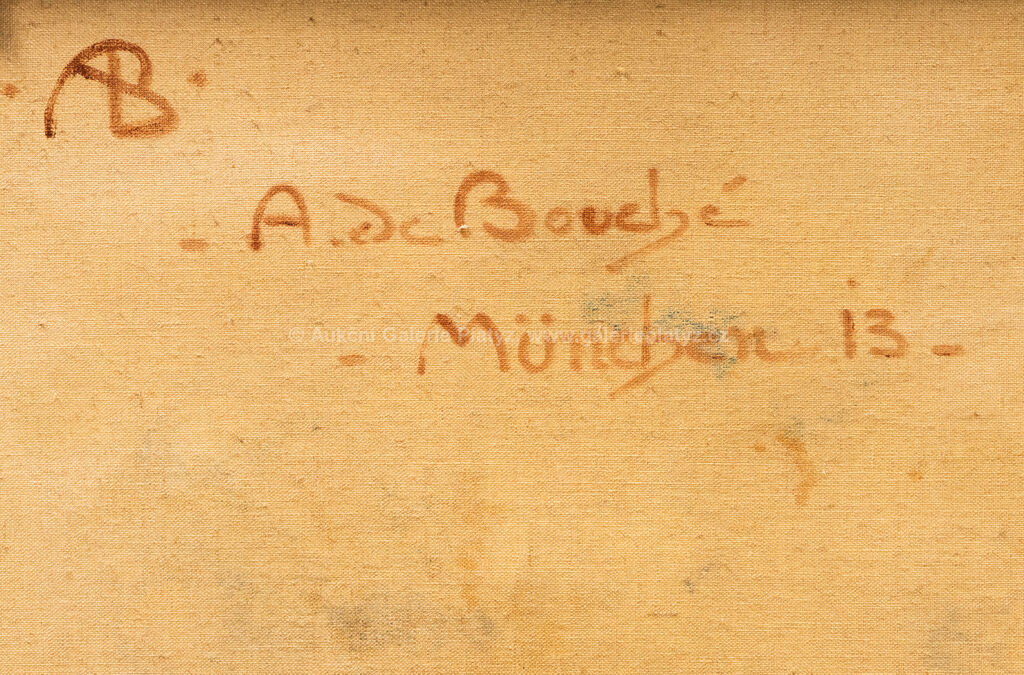 · AB ·
- A. de Bouché
- München 13 -